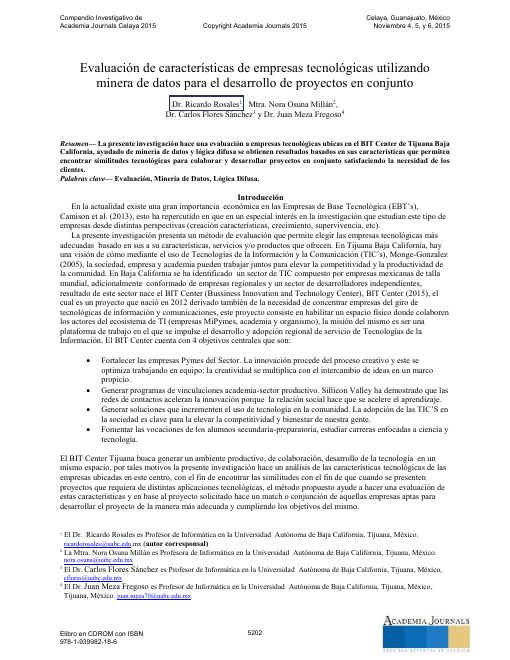 Compendio Investigativo de
Academia Journals Celaya 2015
Copyright Academia Journals 2015
Celaya, Guanajuato, México
Noviembre 4, 5, y 6, 2015
Evaluación de características de empresas tecnológicas utilizando
minera de datos para el desarrollo de proyectos en conjunto
Dr. Ricardo Rosales¹, Mtra. Nora Osuna Millán²,
Dr. Carlos Flores Sánchez³ y Dr. Juan Meza Fregoso⁴
Resumen— La presente investigación hace una evaluación a empresas tecnológicas ubicas en el BIT Center de Tijuana Baja
California, ayudado de mineria de datos y lógica difusa se obtienen resultados basados en sus características que permiten
encontrar similitudes tecnológicas para colaborar y desarrollar proyectos en conjunto satisfaciendo la necesidad de los
clientes.
Palabras clave— Evaluación, Minería de Datos, Lógica Difusa.
Introducción
En la actualidad existe una gran importancia económica en las Empresas de Base Tecnológica (EBT's),
Camison et al. (2013), esto ha repercutido en que en un especial interés en la investigación que estudian este tipo de
empresas desde distintas perspectivas (creación características, crecimiento, supervivencia, etc).
La presente investigación presenta un método de evaluación que permite elegir las empresas tecnológicas más
adecuadas basado en sus a su características, servicios y/o productos que ofrecen. En Tijuana Baja California, hay
una visión de cómo mediante el uso de Tecnologías de la Información y la Comunicación (TIC's), Monge-Gonzalez
(2005), la sociedad, empresa y academia pueden trabajar juntos para elevar la competitividad y la productividad de
la comunidad. En Baja California se ha identificado un sector de TIC compuesto por empresas mexicanas de talla
mundial, adicionalmente conformado de empresas regionales y un sector de desarrolladores independientes,
resultado de este sector nace el BIT Center (Bussiness Innovation and Technology Center), BIT Center (2015), el
cual es un proyecto que nació en 2012 derivado también de la necesidad de concentrar empresas del giro de
tecnológicas de información y comunicaciones, este proyecto consiste en habilitar un espacio físico donde colaboren
los actores del ecosistema de TI (empresas MiPymes, academia y organismo), la misión del mismo es ser una
plataforma de trabajo en el que se impulse el desarrollo y adopción regional de servicio de Tecnologías de la
Información. El BIT Center cuenta con 4 objetivos centrales que son:
• Fortalecer las empresas Pymes del Sector. La innovación procede del proceso creativo y este se
optimiza trabajando en equipo: la creatividad se multiplica con el intercambio de ideas en un marco
propicio.
• Generar programas de vinculaciones academia-sector productivo. Sillicon Valley ha demostrado que las
redes de contactos aceleran la innovación porque la relación social hace que se acelere el aprendizaje.
• Generar soluciones que incrementen el uso de tecnología en la comunidad. La adopción de las TIC'S en
la sociedad es clave para la elevar la competitividad y bienestar de nuestra gente.
• Fomentar las vocaciones de los alumnos secundaria-preparatoria, estudiar carreras enfocadas a ciencia y
tecnología.
El BIT Center Tijuana busca generar un ambiente productivo, de colaboración, desarrollo de la tecnología en un
mismo espacio, por tales motivos la presente investigación hace un análisis de las características tecnológicas de las
empresas ubicadas en este centro, con el fin de encontrar las similitudes con el fin de que cuando se presenten
proyectos que requiera de distintas aplicaciones tecnológicas, el método propuesto ayude a hacer una evaluación de
estas características y en base al proyecto solicitado hace un match o conjunción de aquellas empresas aptas para
desarrollar el proyecto de la manera más adecuada y cumpliendo los objetivos del mismo.
¹ El Dr. Ricardo Rosales es Profesor de Informática en la Universidad Autónoma de Baja California, Tijuana, México.
ricardorosales@uabc.edu.mx (autor corresponsal)
² La Mtra. Nora Osuna Millán es Profesora de Informática en la Universidad Autónoma de Baja California, Tijuana, México.
nora.osuna@uabc.edu.mx
³ El Dr. Carlos Flores Sánchez es Profesor de Informática en la Universidad Autónoma de Baja California, Tijuana, México,
cflores@uabc.edu.mx
⁴ El Dr. Juan Meza Fregoso es Profesor de Informática en la Universidad Autónoma de Baja California, Tijuana,
Tijuana, México. juan.meza70@uabc.edu.mx
Elibro en CDROM con ISBN
978-1-939982-18-6
5202
ACADEMIA JOURNALS